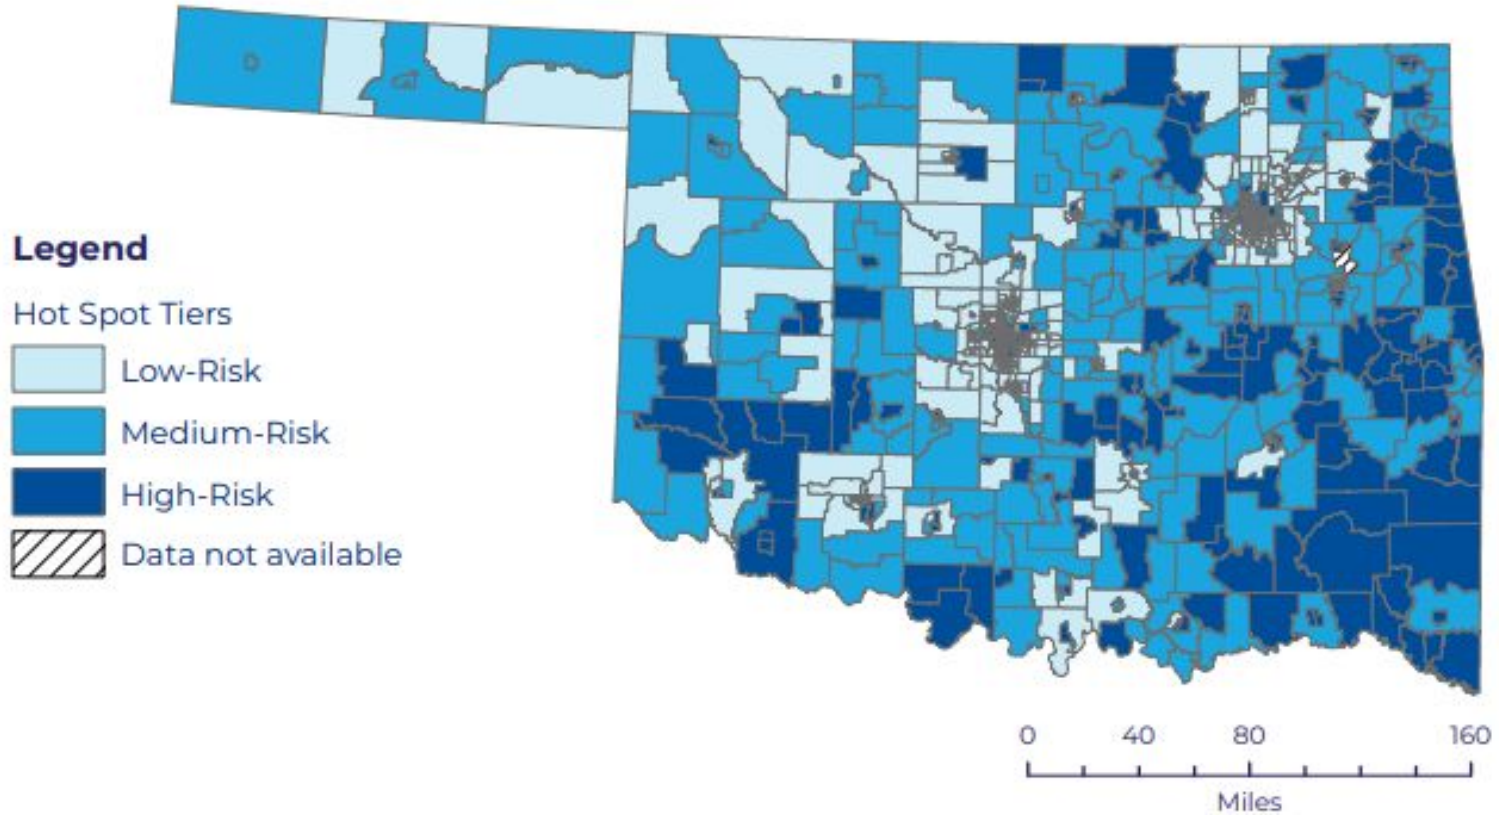 Legend
Hot Spot Tiers
Low-Risk
Medium-Risk
High-Risk
Data not available
0 40 80 160
Miles